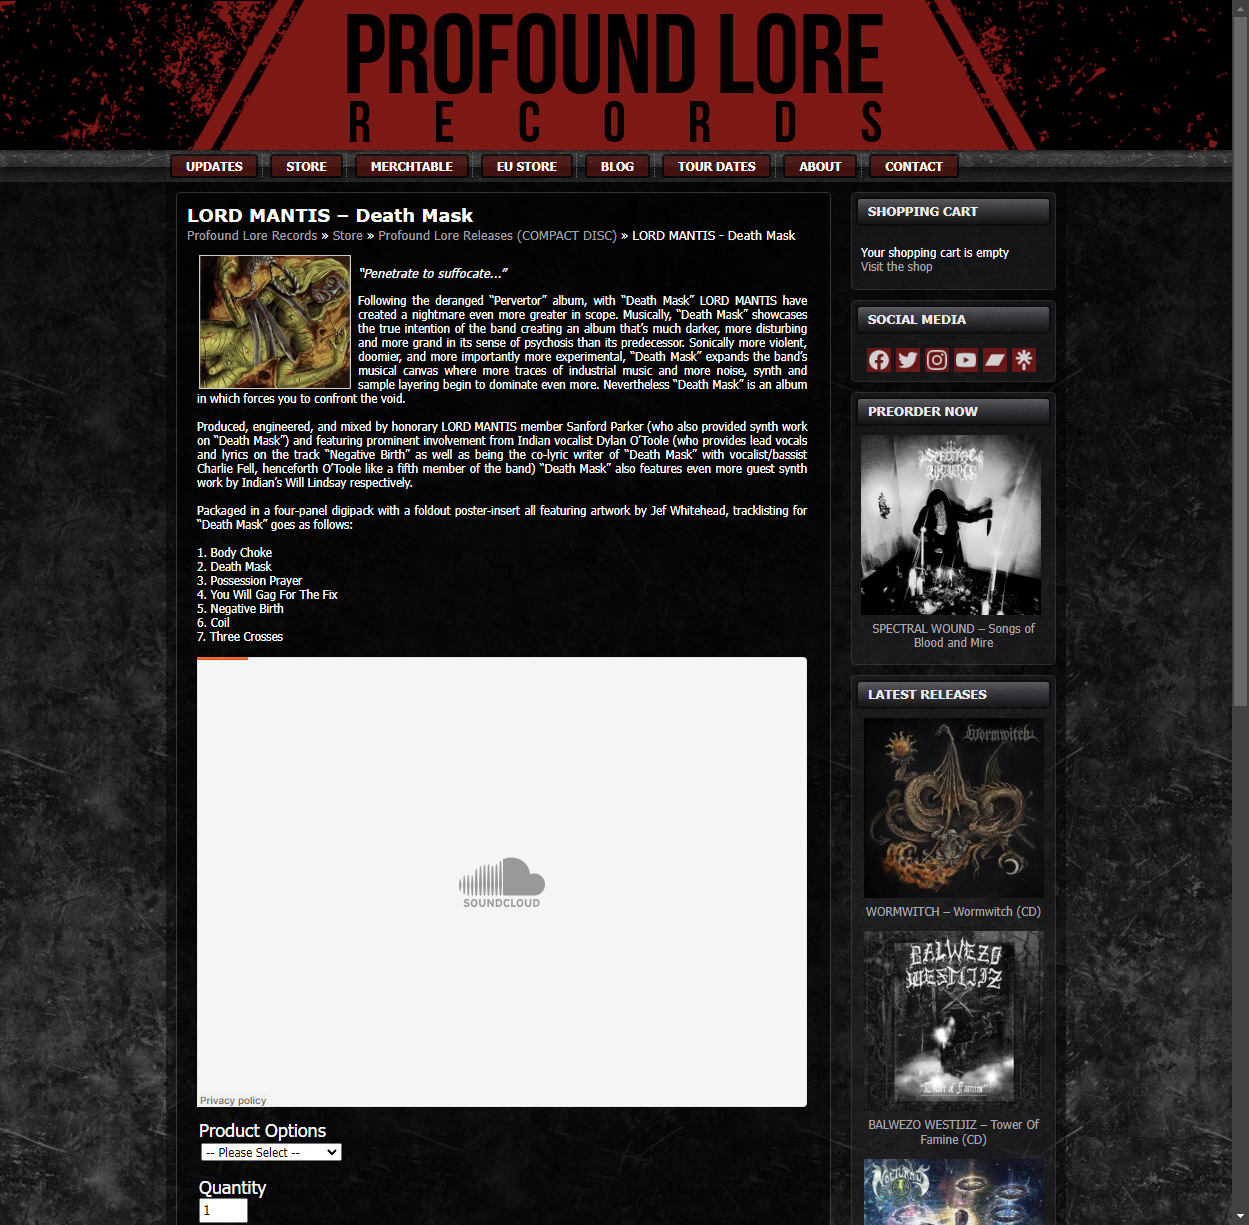 PROFOUND LORE
RECORDS
UPDATES
STORE
MERCHTABLE
EU STORE
BLOG
TOUR DATES
ABOUT
CONTACT
LORD MANTIS – Death Mask
Profound Lore Records » Store » Profound Lore Releases (COMPACT DISC) » LORD MANTIS - Death Mask
“Penetrate to suffocate…”
Following the deranged “Pervertor” album, with “Death Mask” LORD MANTIS have
created a nightmare even more greater in scope. Musically, “Death Mask” showcases
the true intention of the band creating an album that’s much darker, more disturbing
and more grand in its sense of psychosis than its predecessor. Sonically more violent,
doomier, and more importantly more experimental, “Death Mask” expands the band’s
musical canvas where more traces of industrial music and more noise, synth and
sample layering begin to dominate even more. Nevertheless “Death Mask” is an album
in which forces you to confront the void.
Produced, engineered, and mixed by honorary LORD MANTIS member Sanford Parker (who also provided synth work
on “Death Mask”) and featuring prominent involvement from Indian vocalist Dylan O’Toole (who provides lead vocals
and lyrics on the track “Negative Birth” as well as being the co-lyric writer of “Death Mask” with vocalist/bassist
Charlie Fell, henceforth O’Toole like a fifth member of the band) “Death Mask” also features even more guest synth
work by Indian’s Will Lindsay respectively.
Packaged in a four-panel digipack with a foldout poster-insert all featuring artwork by Jef Whitehead, tracklisting for
“Death Mask” goes as follows:
1. Body Choke
2. Death Mask
3. Possession Prayer
4. You Will Gag For The Fix
5. Negative Birth
6. Coil
7. Three Crosses
SOUNDCLOUD
Privacy policy
Product Options
-- Please Select --
Quantity
1
SHOPPING CART
Your shopping cart is empty
Visit the shop
SOCIAL MEDIA
PREORDER NOW
SPECTRAL WOUND
SPECTRAL WOUND – Songs of
Blood and Mire
LATEST RELEASES
Wormwitch
WORMWITCH – Wormwitch (CD)
BALWEZO
WESTIJIZ
"Tower of Famine"
BALWEZO WESTIJIZ – Tower Of
Famine (CD)
NOCTURNUS